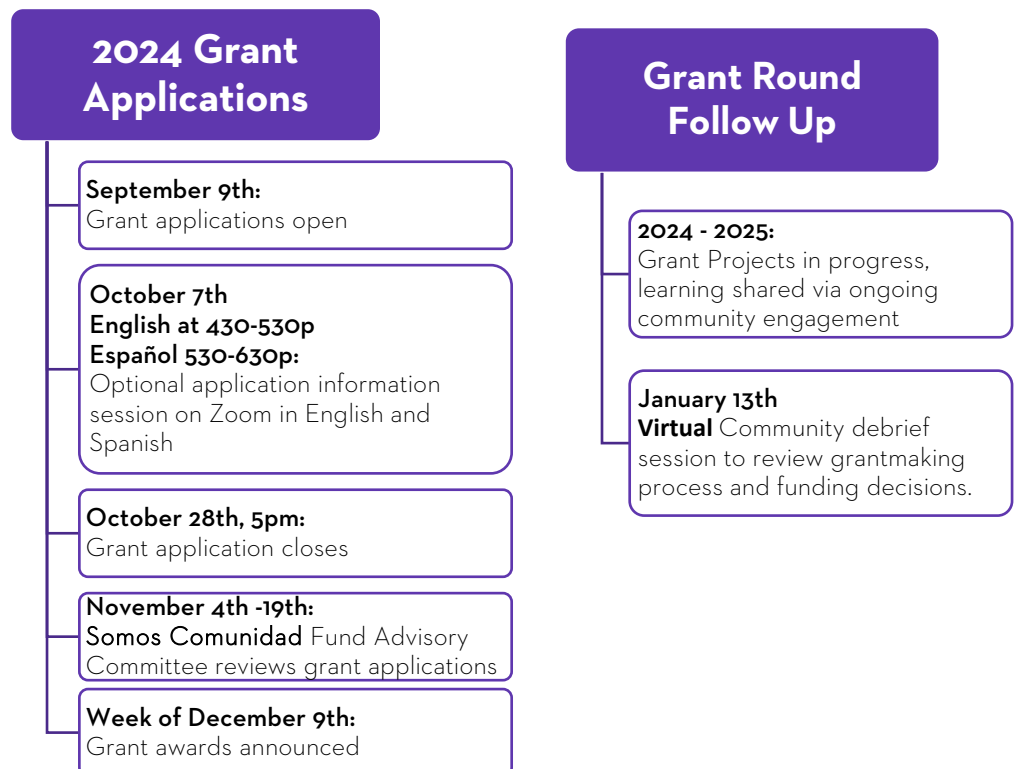 2024 Grant
Applications
September 9th:
Grant applications open
October 7th
English at 430-530p
Español 530-630p:
Optional application information
session on Zoom in English and
Spanish
October 28th, 5pm:
Grant application closes
November 4th -19th:
Somos Comunidad Fund Advisory
Committee reviews grant applications
Week of December 9th:
Grant awards announced
Grant Round
Follow Up
2024 - 2025:
Grant Projects in progress,
learning shared via ongoing
community engagement
January 13th
Virtual Community debrief
session to review grantmaking
process and funding decisions.